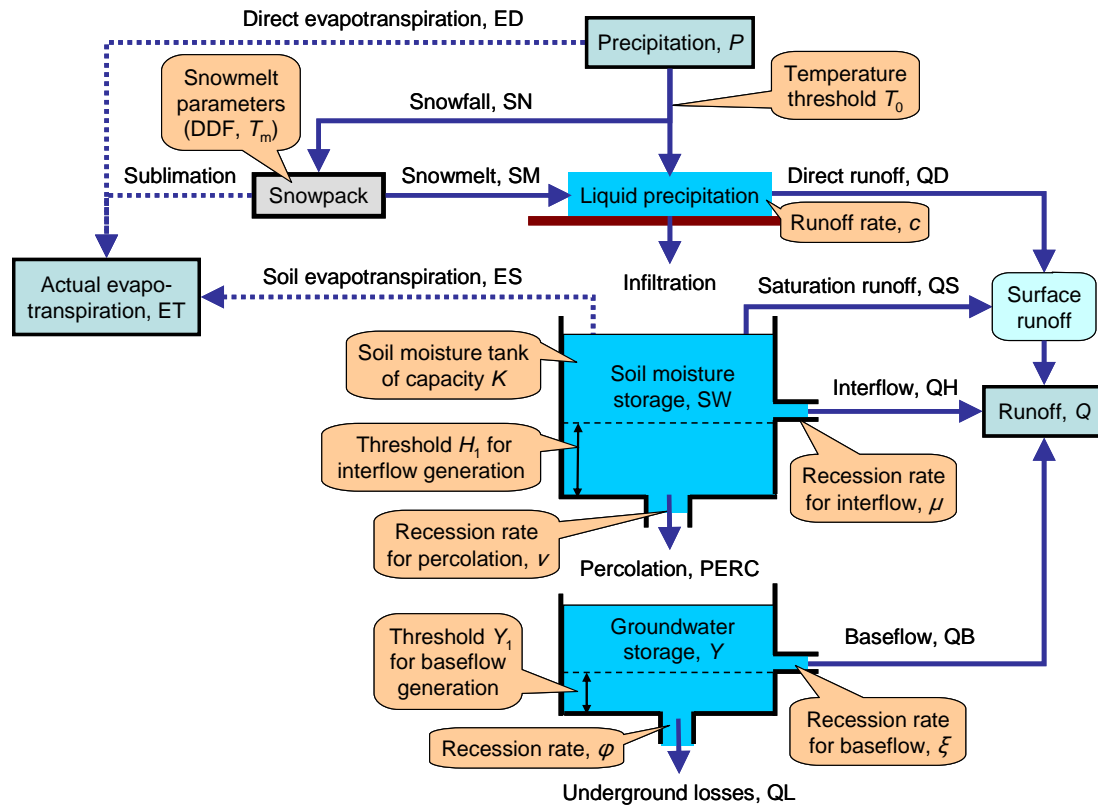 Direct evapotranspiration, ED
Precipitation, P
Snowmelt
parameters
(DDF, Tm)
Snowfall, SN
Temperature
threshold T0
Sublimation
Snowpack
Snowmelt, SM
Liquid precipitation
Direct runoff, QD
Runoff rate, c
Actual evapo-
transpiration, ET
Soil evapotranspiration, ES
Infiltration
Saturation runoff, QS
Surface
runoff
Soil moisture tank
of capacity K
Soil moisture
storage, SW
Interflow, QH
Runoff, Q
Threshold H1 for
interflow generation
Recession rate
for interflow, μ
Recession rate
for percolation, ν
Percolation, PERC
Threshold Y1
for baseflow
generation
Groundwater
storage, Y
Baseflow, QB
Recession rate
for baseflow, ξ
Recession rate, φ
Underground losses, QL